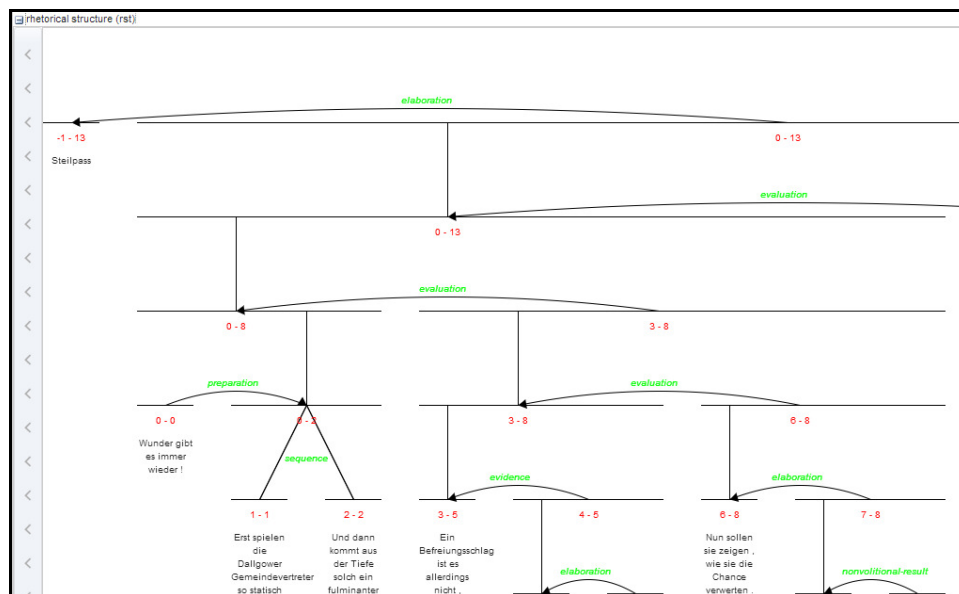 rhetorical structure (rst)
elaboration
-1 - 13
0 - 13
Steilpass
evaluation
0 - 13
evaluation
0 - 8
3 - 8
preparation
evaluation
0 - 0
0 - 2
3 - 8
6 - 8
Wunder gibt
es immer
wieder !
sequence
evidence
elaboration
1 - 1
2 - 2
3 - 5
4 - 5
6 - 8
7 - 8
Erst spielen
die
Dallgower
Gemeindevertreter
so statisch
Und dann
kommt aus
der Tiefe
solch ein
fulminanter
Ein
Befreiungsschlag
ist es
allerdings
nicht ,
elaboration
Nun sollen
sie zeigen ,
wie sie die
Chance
verwerten .
nonvolitional-result